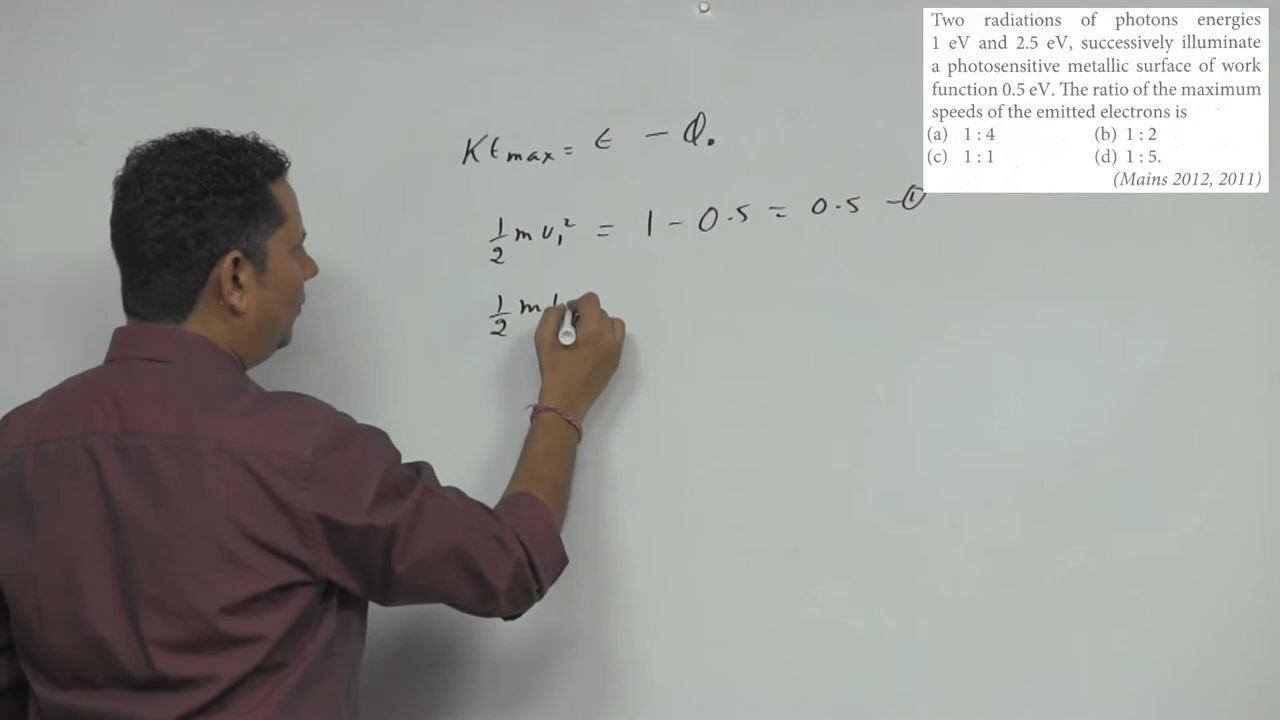 Two radiations of photons energies
1 eV and 2.5 eV, successively illuminate
a photosensitive metallic surface of work
function 0.5 eV. The ratio of the maximum
speeds of the emitted electrons is
(a) 1 : 4 (b) 1 : 2
(c) 1 : 1 (d) 1 : 5.
(Mains 2012, 2011)
KEmax = E - Φ₀
1/2 m v₁² = 1 - 0.5 = 0.5 -①
1/2 m